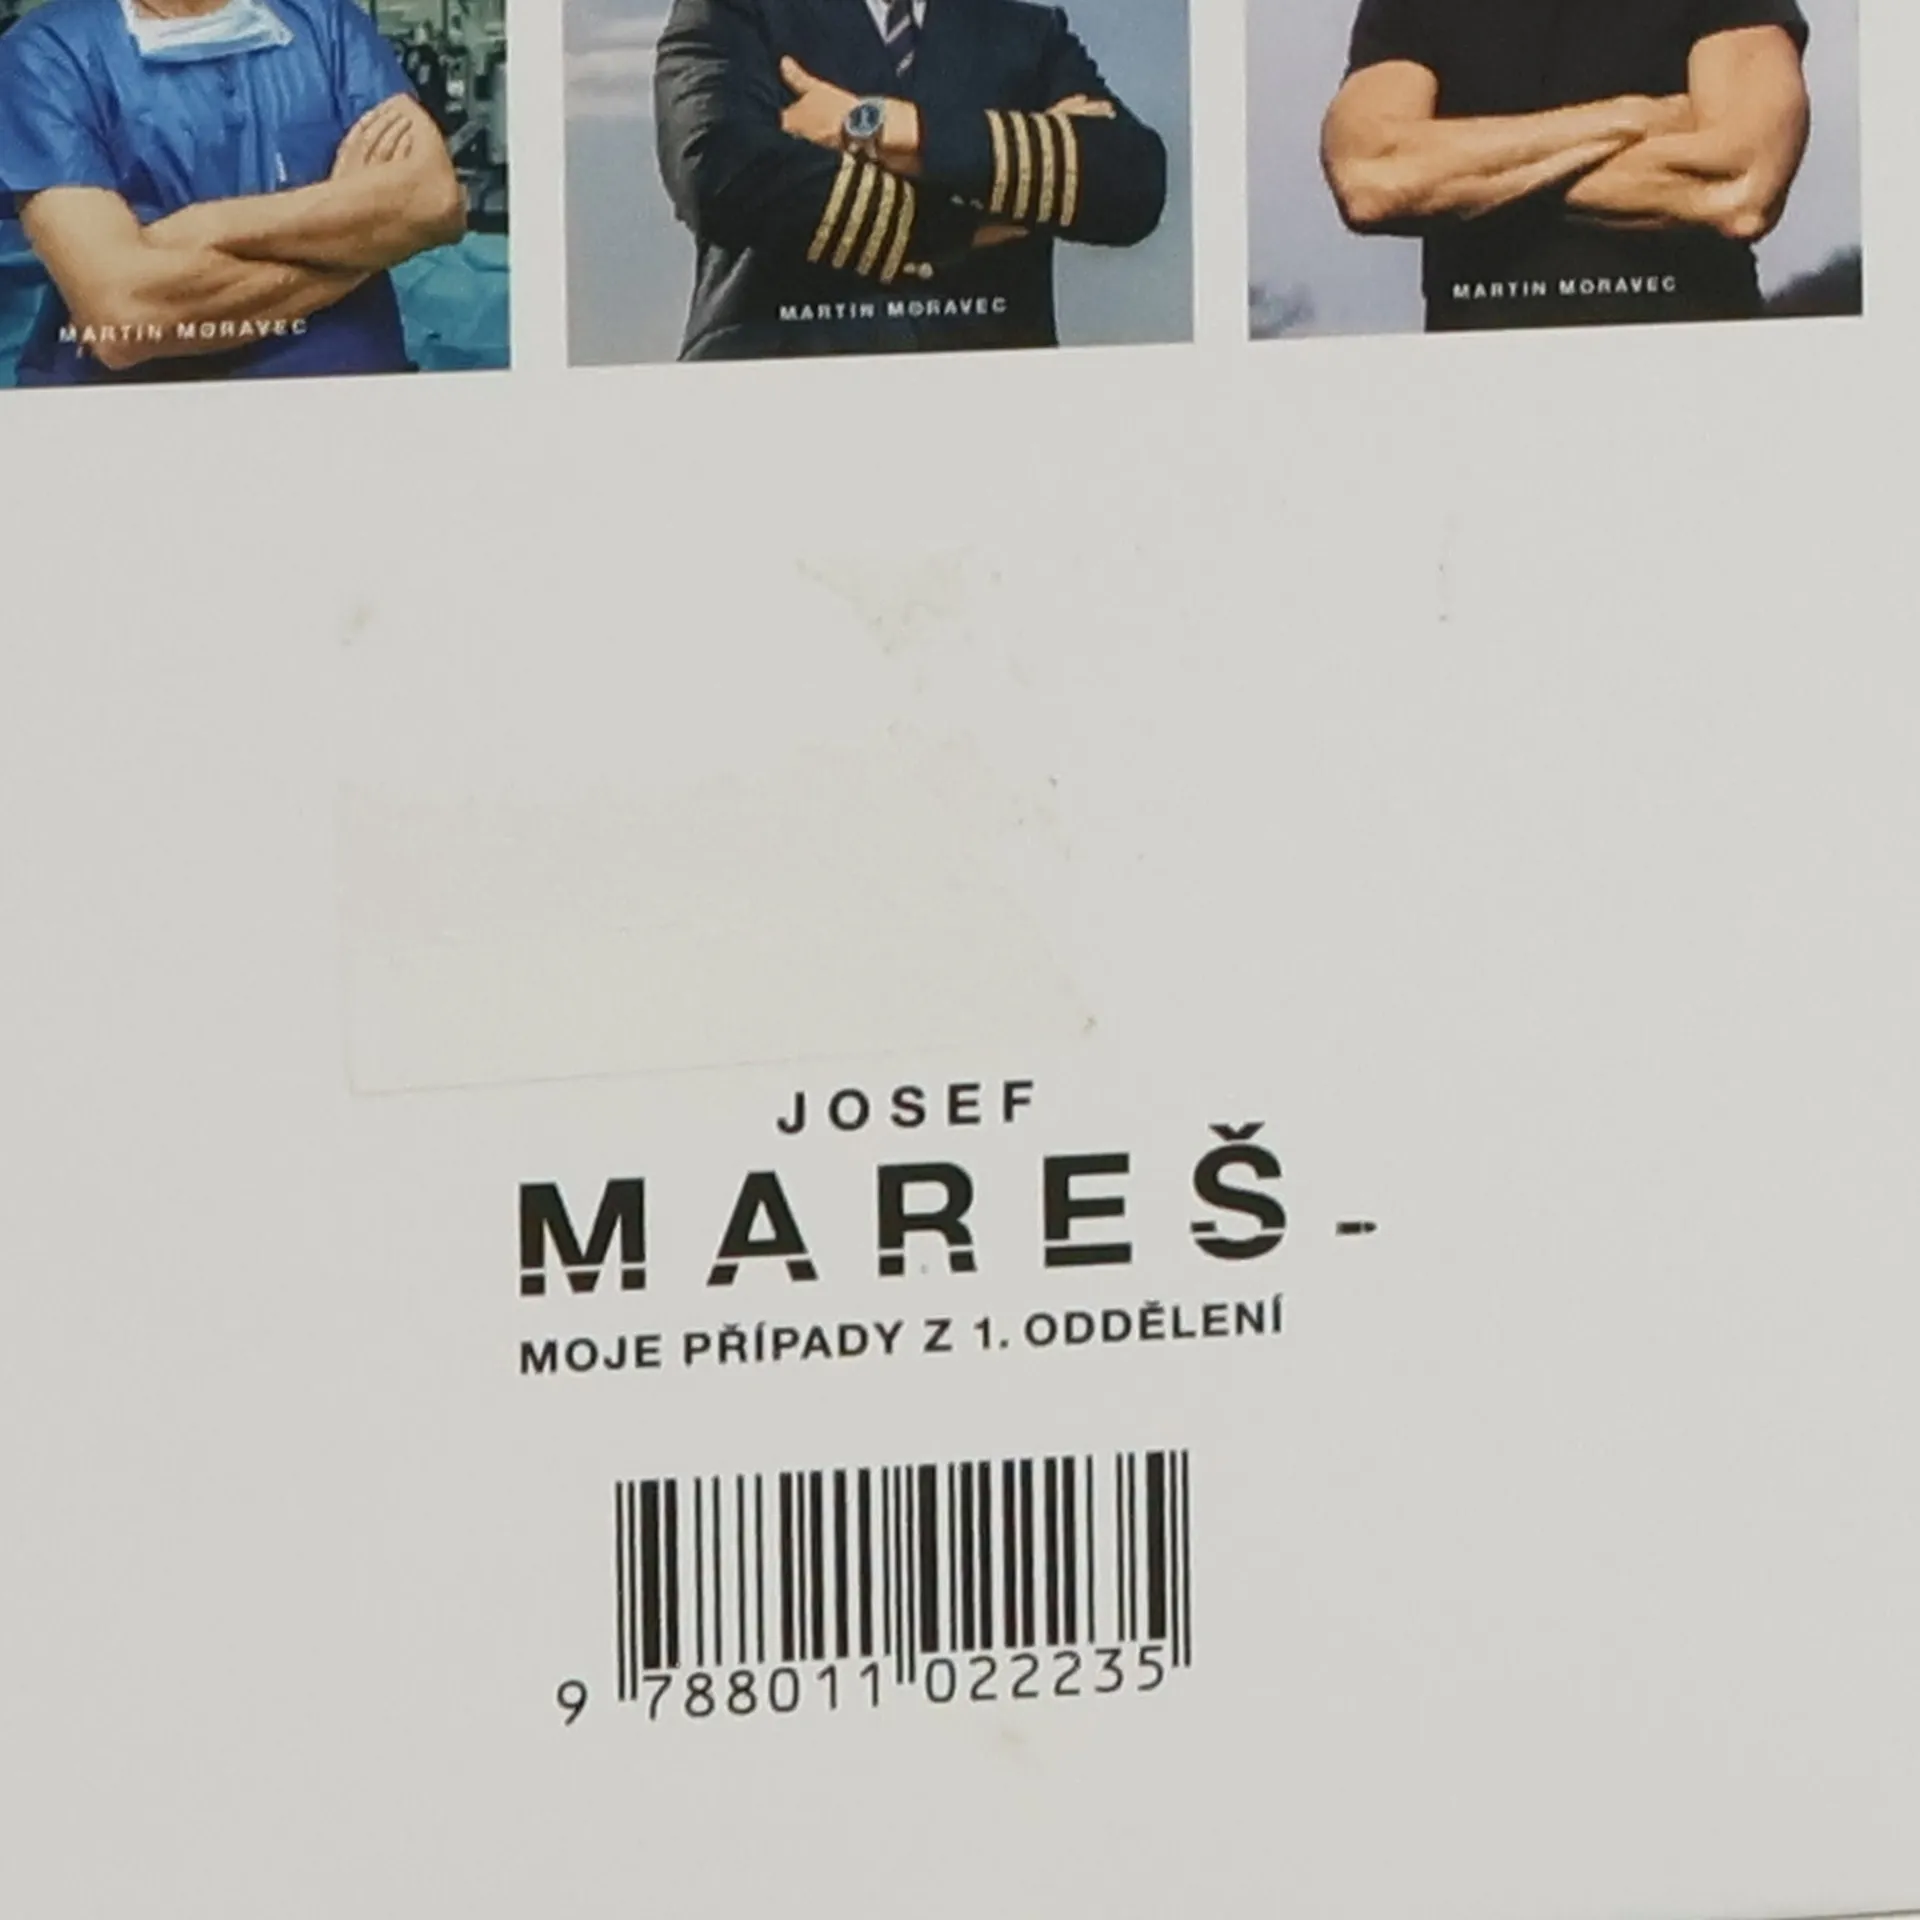 MARTIN MORAVEC
MARTIN MORAVEC
MARTIN MORAVEC
JOSEF
MAREŠ
MOJE PŘÍPADY Z 1. ODDĚLENÍ
9 788011 022235